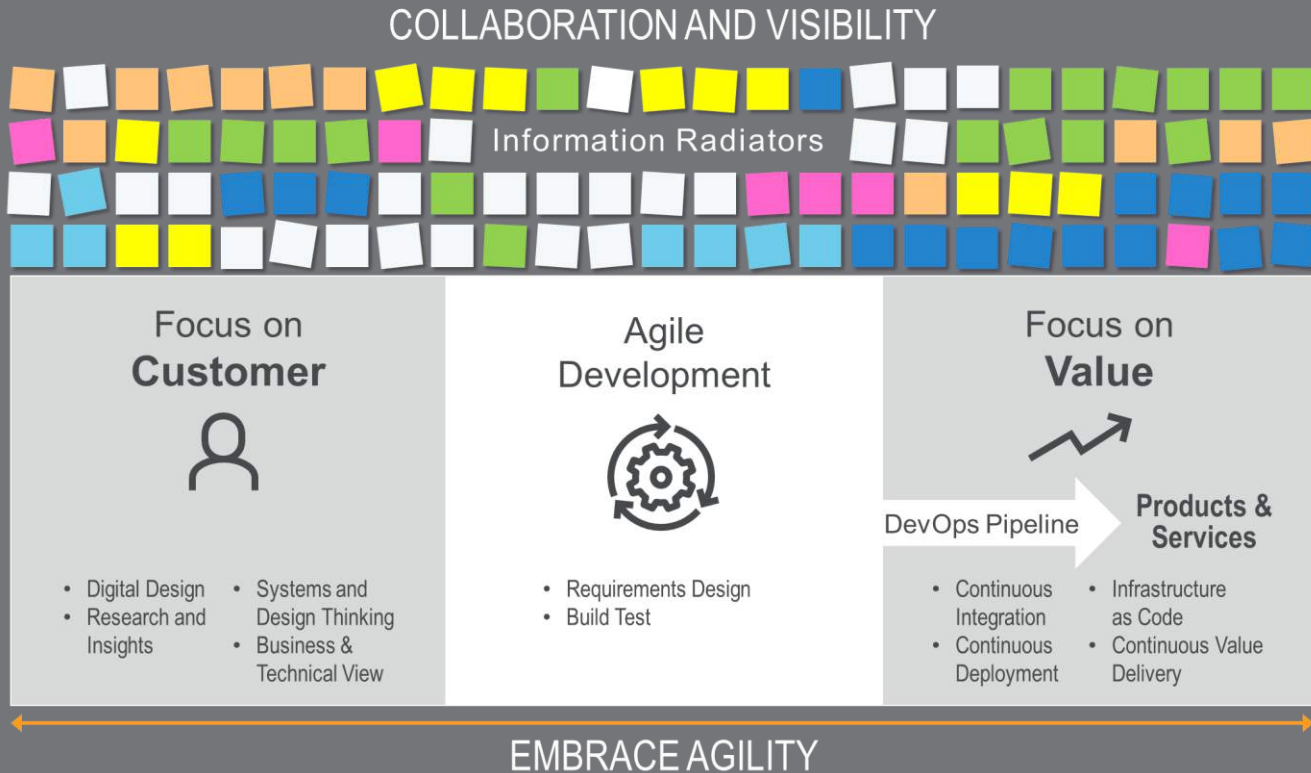 COLLABORATION AND VISIBILITY
Information Radiators
Focus on
Customer
• Digital Design
• Research and
Insights
• Systems and
Design Thinking
• Business &
Technical View
Agile
Development
• Requirements Design
• Build Test
Focus on
Value
DevOps Pipeline
Products &
Services
• Continuous
Integration
• Continuous
Deployment
• Infrastructure
as Code
• Continuous Value
Delivery
EMBRACE AGILITY